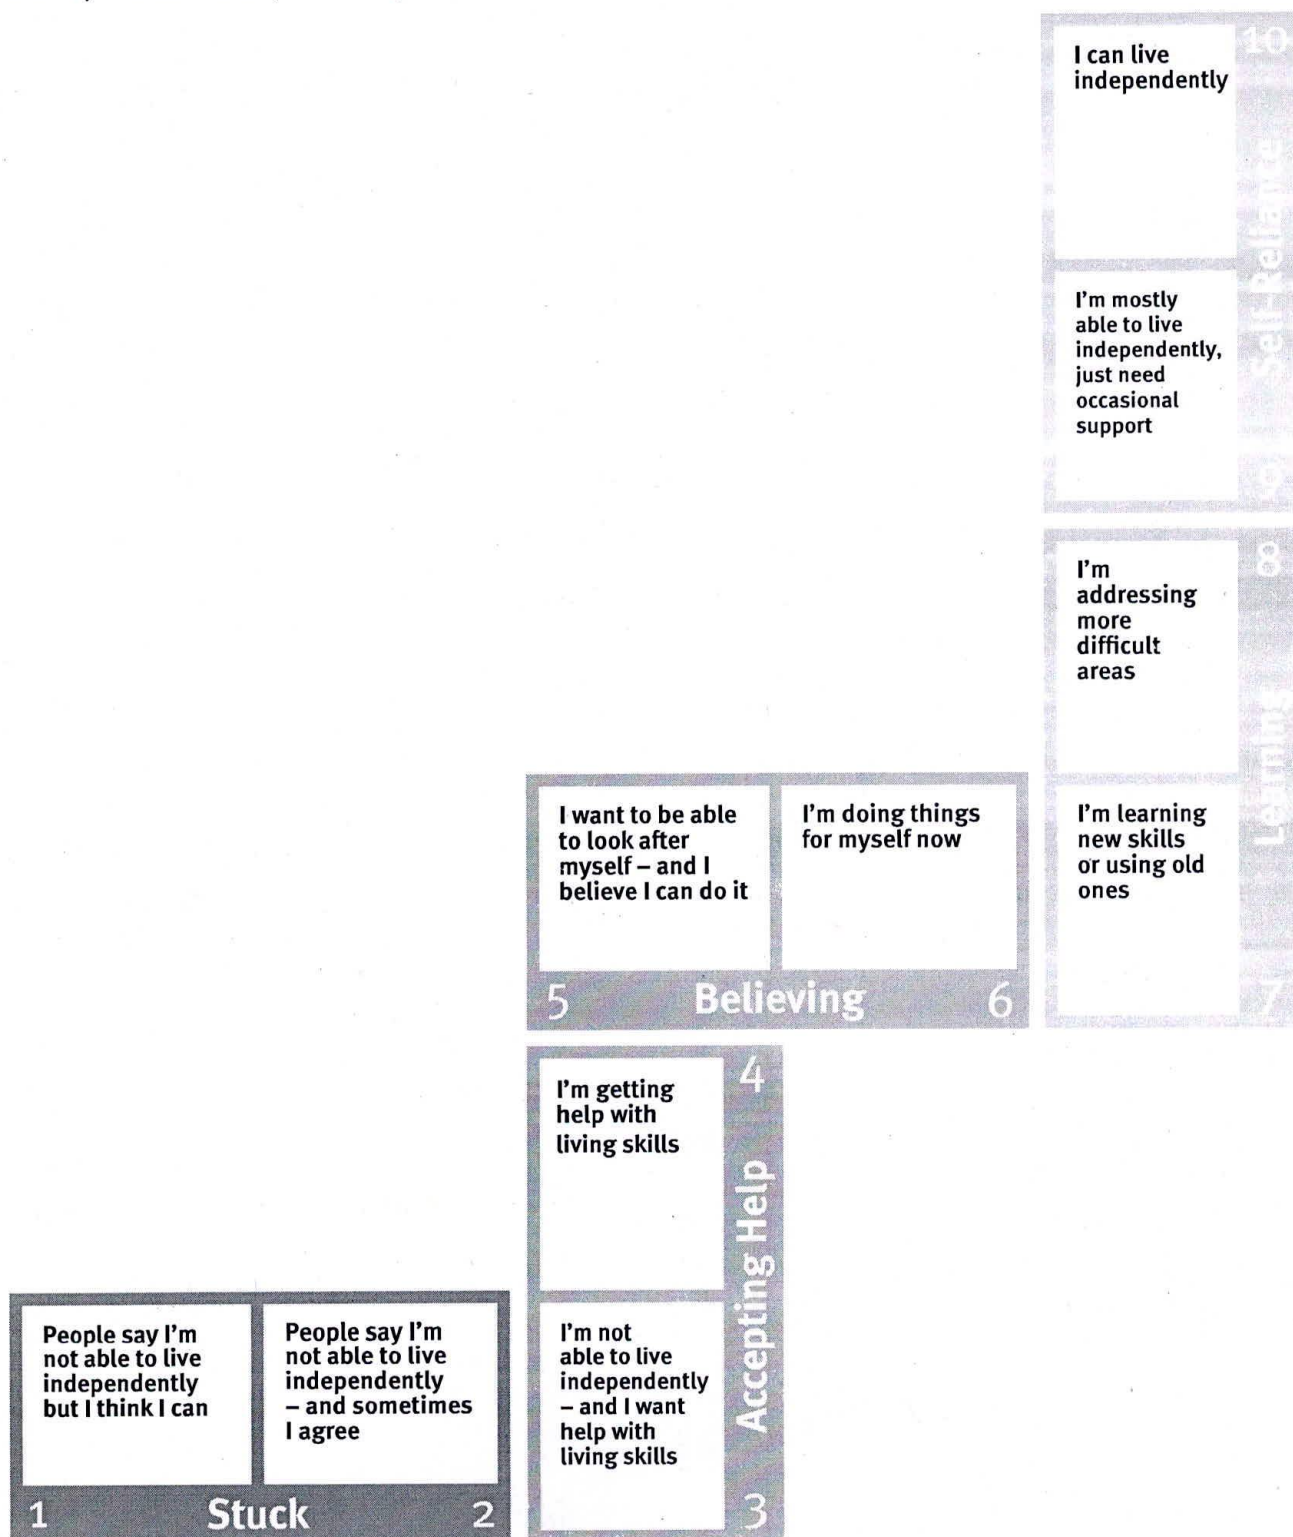 I can live
independently
10
I'm mostly
able to live
independently,
just need
occasional
support
Self-Reliance
9
I'm
addressing
more
difficult
areas
8
Lerning
I'm learning
new skills
or using old
ones
7
I want to be able
to look after
myself – and I
believe I can do it
I'm doing things
for myself now
5 Believing 6
I'm getting
help with
living skills
4
Accepting Help
I'm not
able to live
independently
– and I want
help with
living skills
3
People say I'm
not able to live
independently
but I think I can
People say I'm
not able to live
independently
– and sometimes
I agree
1 Stuck 2